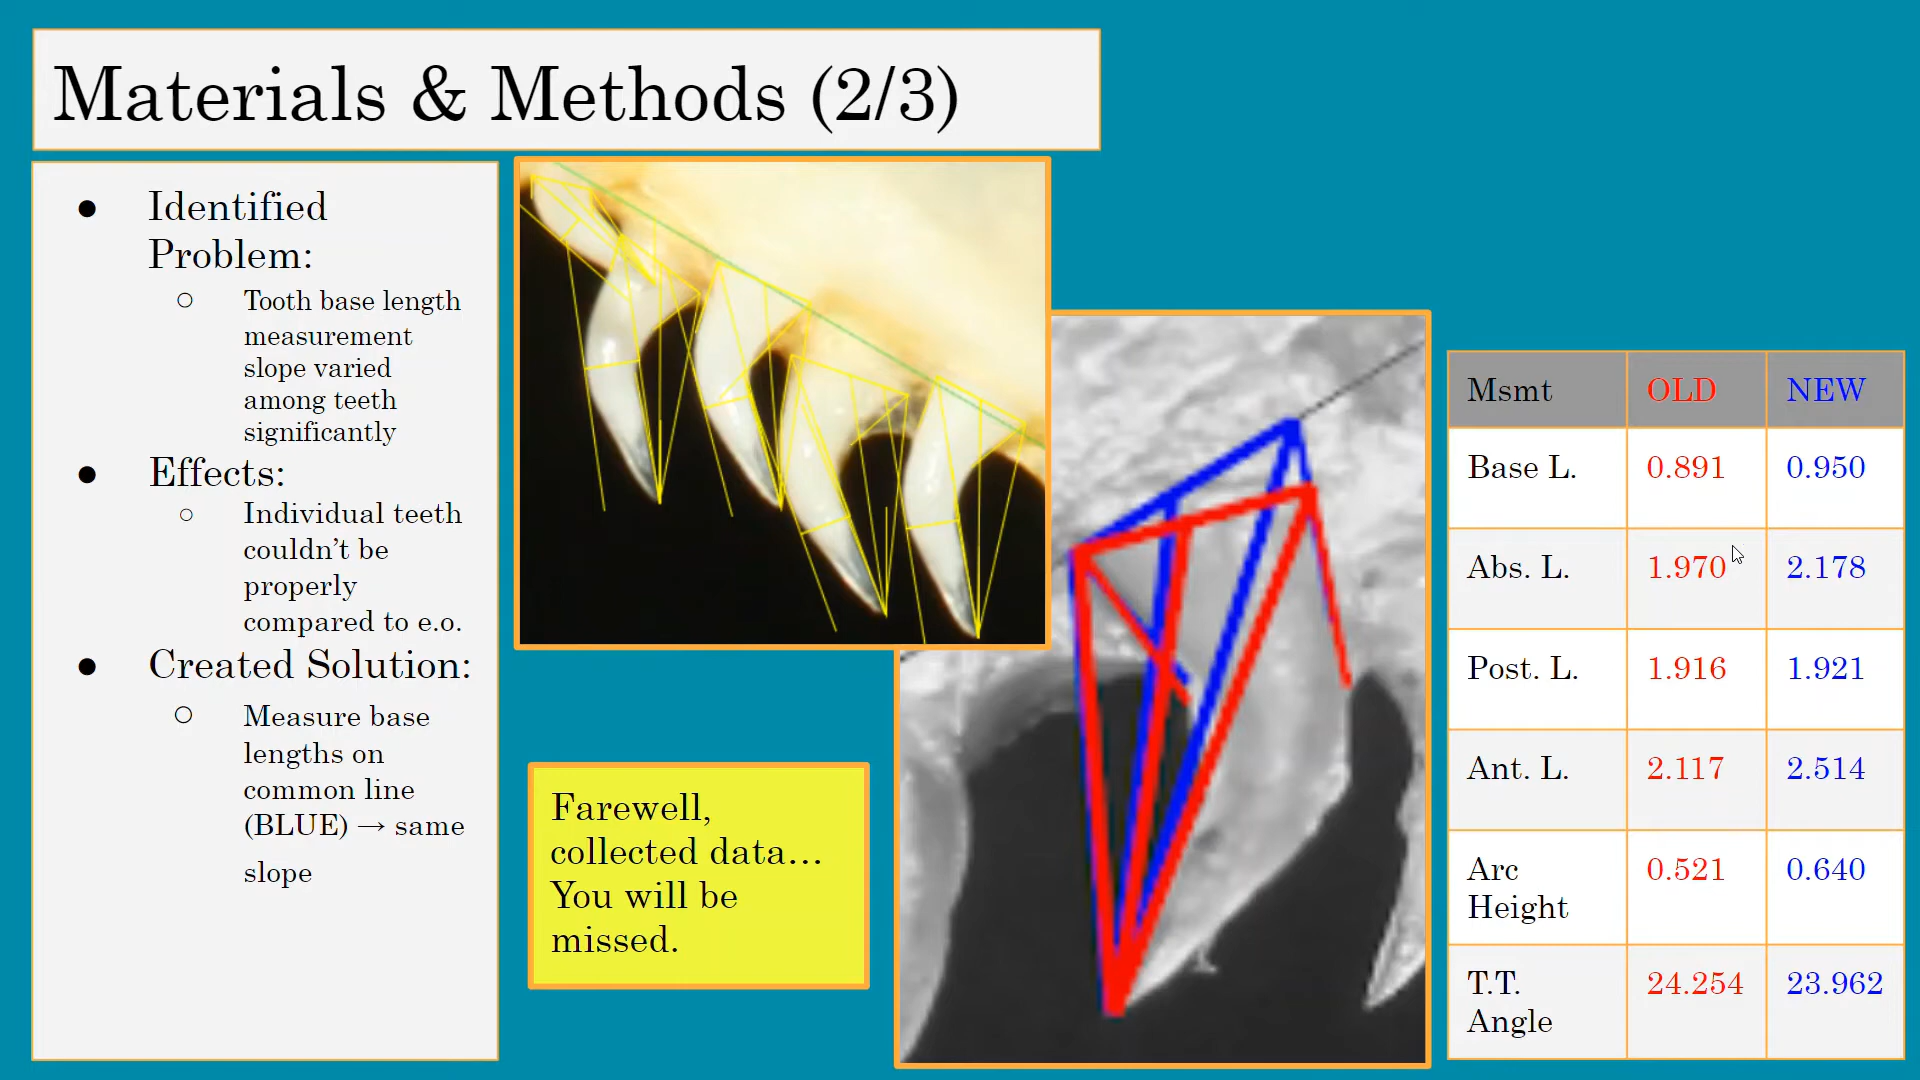 Materials & Methods (2/3)
● Identified
Problem:
○ Tooth base length
measurement
slope varied
among teeth
significantly
● Effects:
○ Individual teeth
couldn’t be
properly
compared to e.o.
● Created Solution:
○ Measure base
lengths on
common line
(BLUE) → same
slope
Farewell,
collected data…
You will be
missed.
Msmt OLD NEW
Base L. 0.891 0.950
Abs. L. 1.970 2.178
Post. L. 1.916 1.921
Ant. L. 2.117 2.514
Arc 0.521 0.640
Height
T.T. 24.254 23.962
Angle